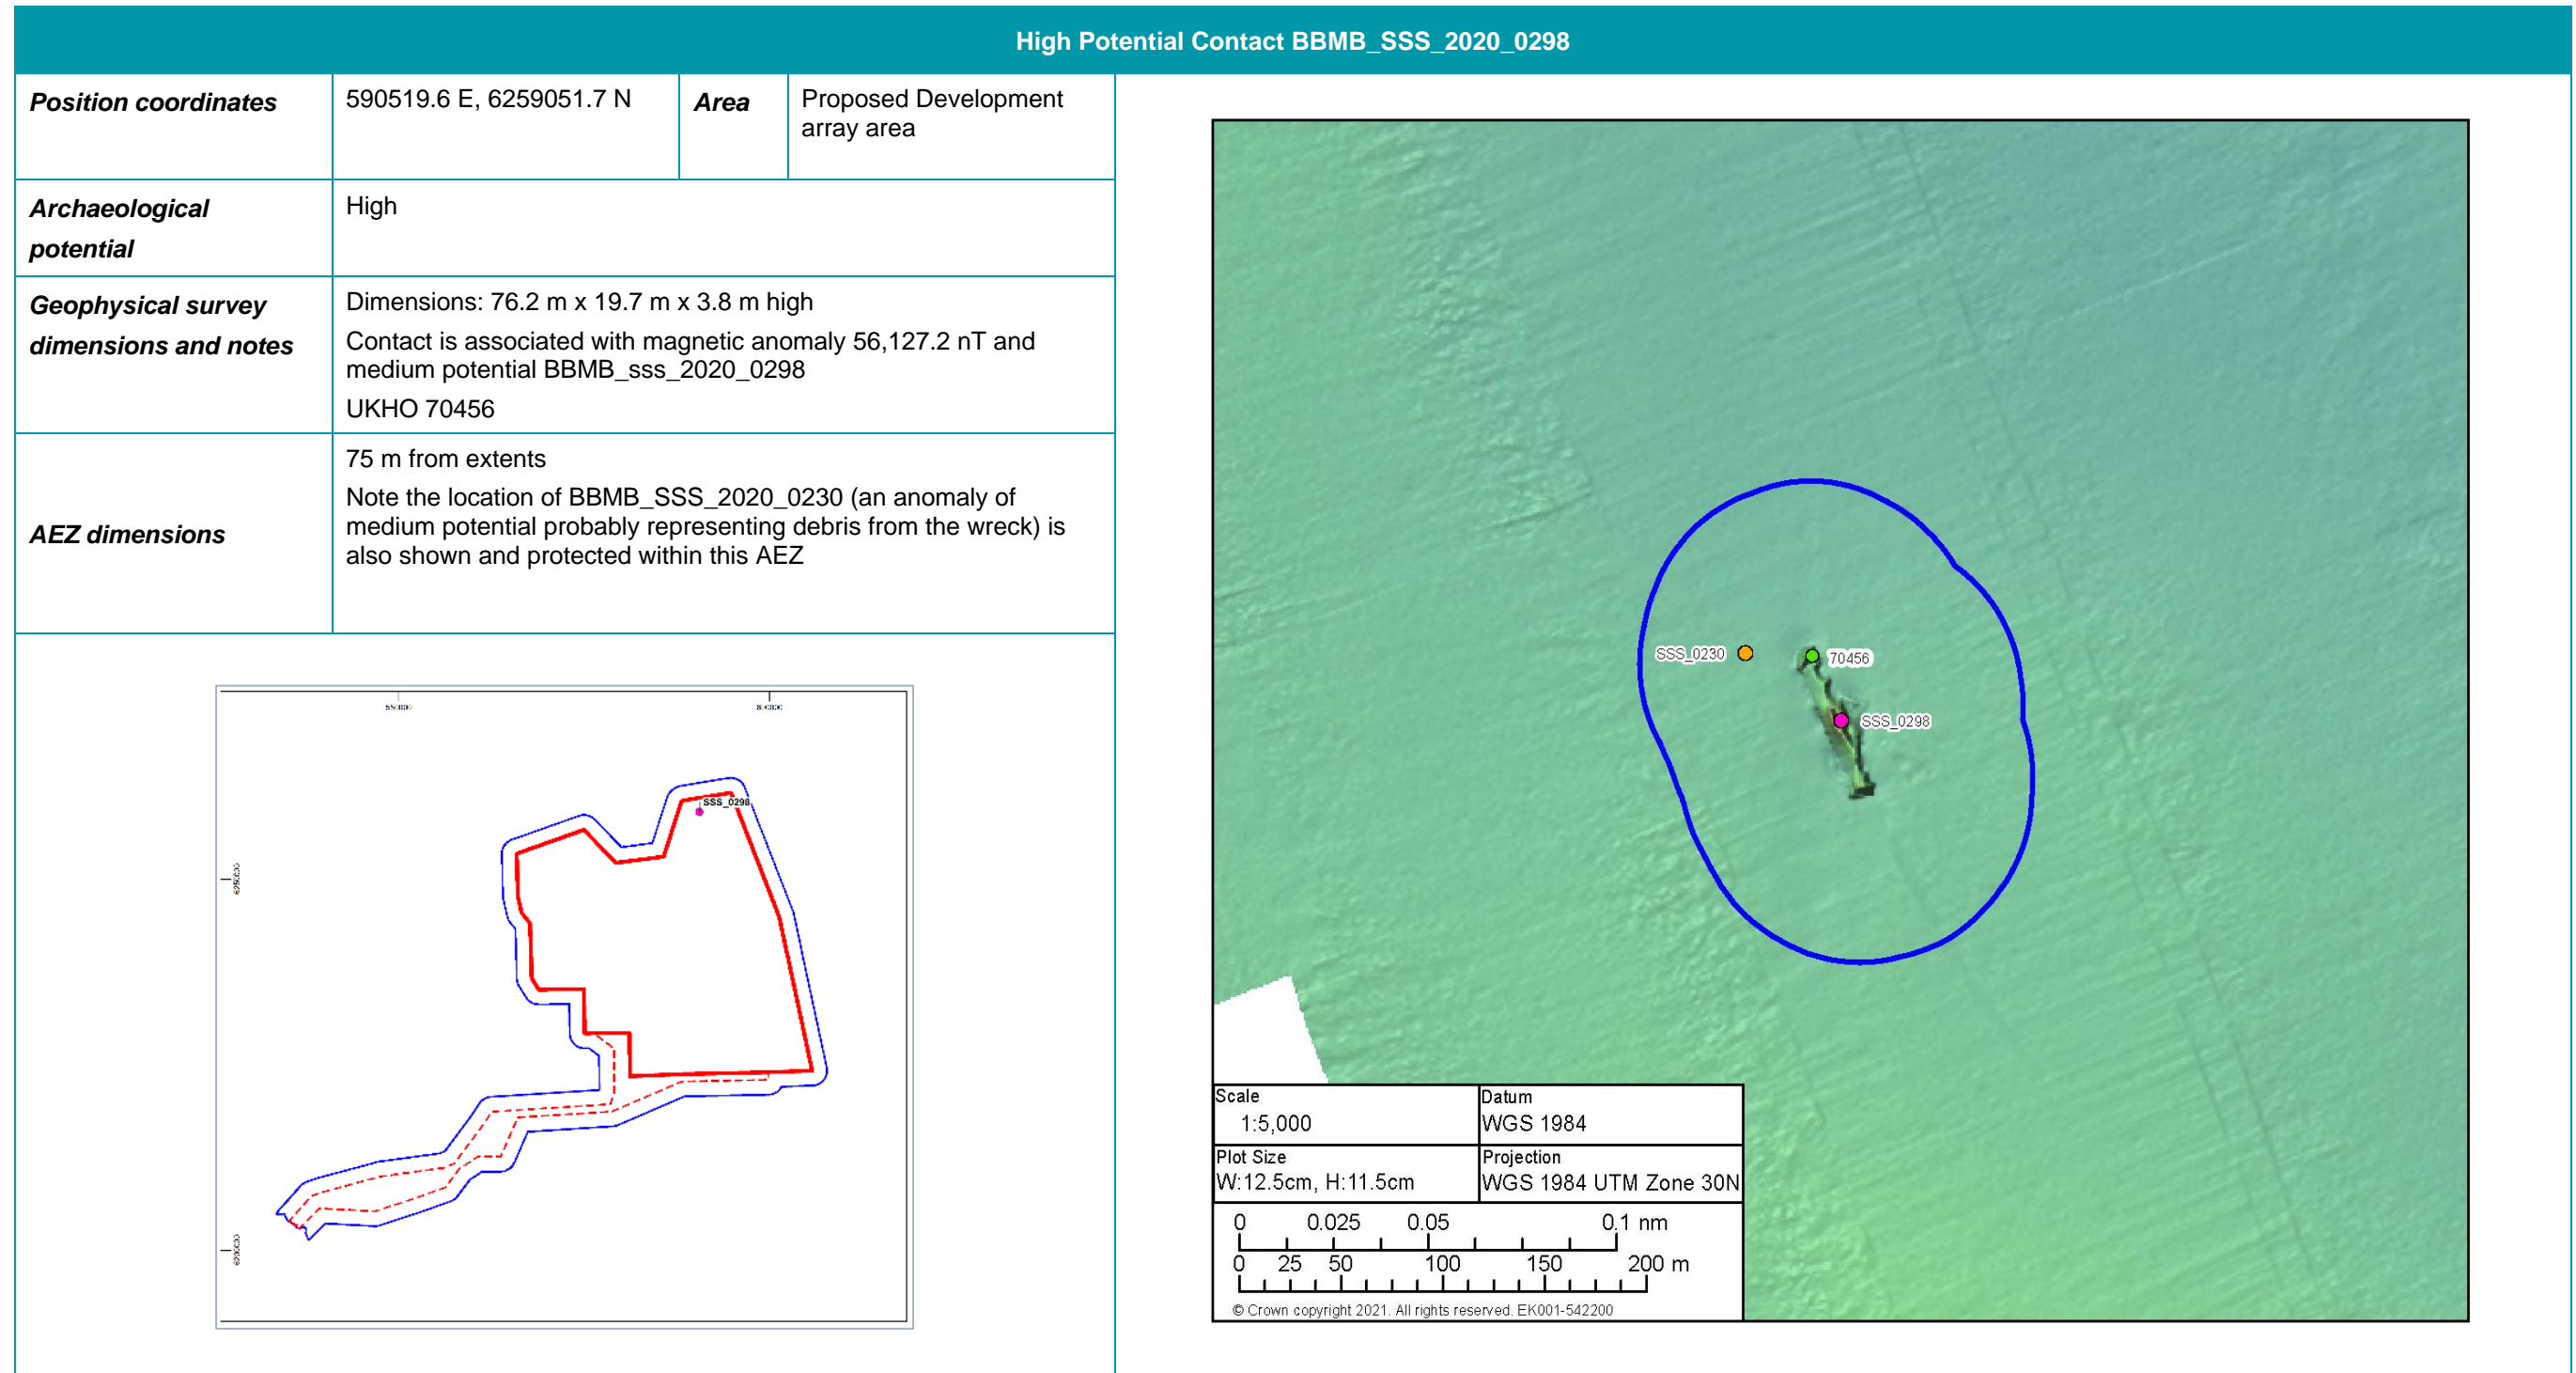 High Potential Contact BBMB_SSS_2020_0298
Position coordinates
590519.6 E, 6259051.7 N
Area
Proposed Development
array area
Archaeological
potential
High
Geophysical survey
dimensions and notes
Dimensions: 76.2 m x 19.7 m x 3.8 m high
Contact is associated with magnetic anomaly 56,127.2 nT and
medium potential BBMB_sss_2020_0298
UKHO 70456
AEZ dimensions
75 m from extents
Note the location of BBMB_SSS_2020_0230 (an anomaly of
medium potential probably representing debris from the wreck) is
also shown and protected within this AEZ
SSS_0298
SSS_0230
70456
SSS_0298
Scale
1:5,000
Datum
WGS 1984
Plot Size
W:12.5cm, H:11.5cm
Projection
WGS 1984 UTM Zone 30N
0 0.025 0.05 0.1 nm
0 25 50 100 150 200 m
© Crown copyright 2021. All rights reserved. EK001-542200